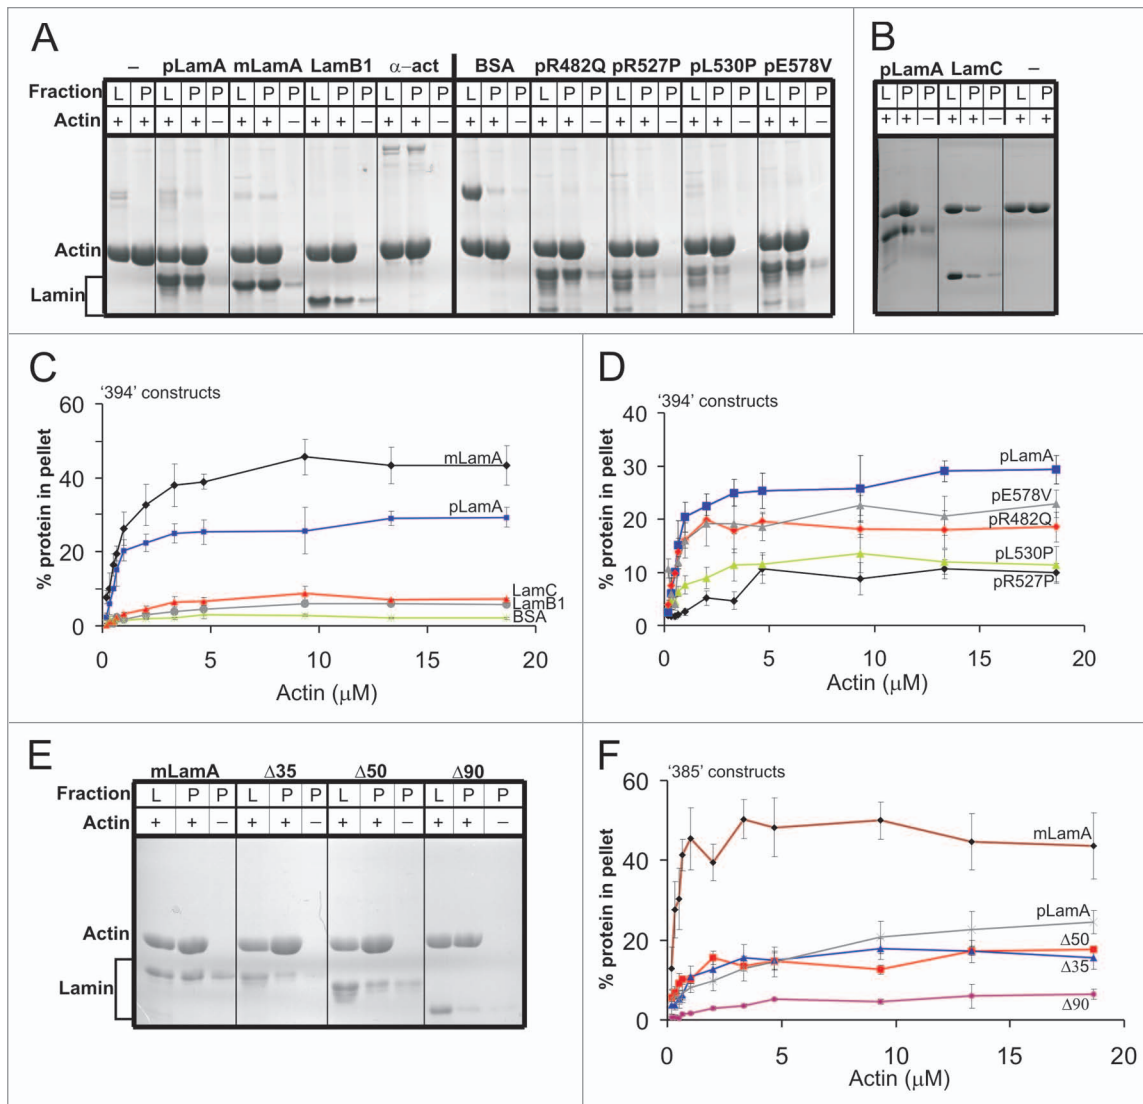 A
– pLamA mLamA LamB1 α–act BSA pR482Q pR527P pL530P pE578V
Fraction L P L P P L P P L P P L P P L P P L P P L P P L P P L P P
Actin + + + + – + + – + + – + + – + + – + + – + + – + + – + + –
Actin
Lamin
B
pLamA LamC –
L P P L P P L P
+ + – + + – + +
C
'394' constructs
% protein in pellet
60
40
20
0
mLamA
pLamA
LamC
LamB1
BSA
0 5 10 15 20
Actin (μM)
D
'394' constructs
% protein in pellet
40
30
20
10
0
pLamA
pE578V
pR482Q
pL530P
pR527P
0 5 10 15 20
Actin (μM)
E
mLamA Δ35 Δ50 Δ90
Fraction L P P L P P L P P L P P
Actin + + – + + – + + – + + –
Actin
Lamin
F
'385' constructs
% protein in pellet
60
40
20
0
mLamA
pLamA
Δ50
Δ35
Δ90
0 5 10 15 20
Actin (μM)